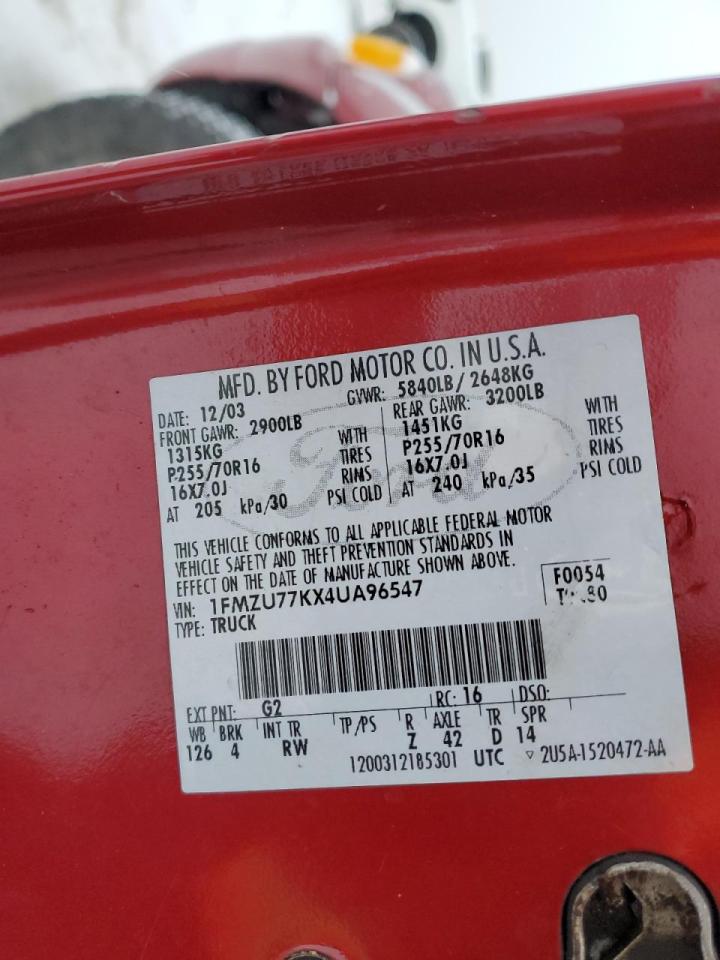 MFD. BY FORD MOTOR CO. IN U.S.A.
DATE: 12/03 GVWR: 5840LB/ 2648KG
FRONT GAWR: 2900LB REAR GAWR: 3200LB
1315KG WITH 1451KG WITH
P255/70R16 TIRES P255/70R16 TIRES
16X7.0J RIMS 16X7.0J RIMS
AT 205 kPa/30 PSI COLD AT 240 kPa/35 PSI COLD
Ford
THIS VEHICLE CONFORMS TO ALL APPLICABLE FEDERAL MOTOR
VEHICLE SAFETY AND THEFT PREVENTION STANDARDS IN
EFFECT ON THE DATE OF MANUFACTURE SHOWN ABOVE.
VIN: 1FMZU77KX4UA96547 F0054
TYPE: TRUCK
EXT PNT: G2 RC: 16 DSO:
WB BRK INT TR TP/PS R AXLE TR SPR
126 4 RW Z 42 D 14
1200312185301 UTC ▽ 2U5A-1520472-AA